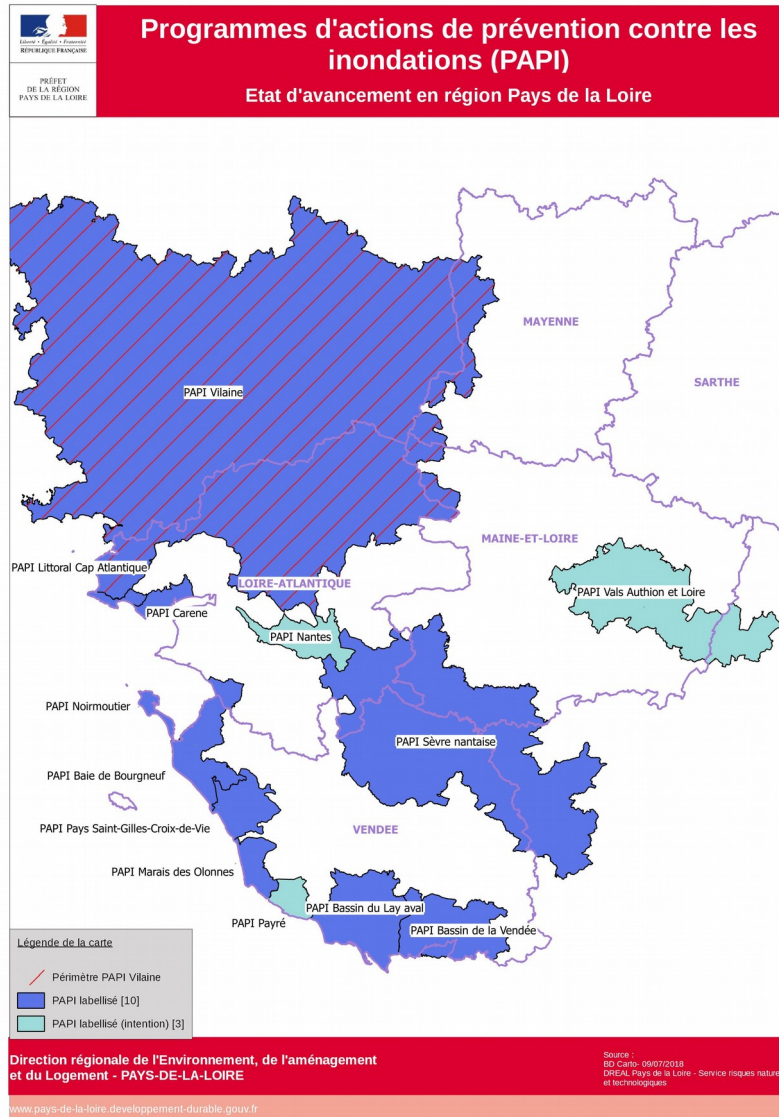 Liberté • Égalité • Fraternité
RÉPUBLIQUE FRANÇAISE
PRÉFET
DE LA RÉGION
PAYS DE LA LOIRE
Programmes d'actions de prévention contre les
inondations (PAPI)
Etat d'avancement en région Pays de la Loire
MAYENNE
SARTHE
PAPI Vilaine
MAINE-ET-LOIRE
PAPI Littoral Cap Atlantique
LOIRE-ATLANTIQUE
PAPI Vals Authion et Loire
PAPI Carene
PAPI Nantes
PAPI Noirmoutier
PAPI Sèvre nantaise
PAPI Baie de Bourgneuf
PAPI Pays Saint-Gilles-Croix-de-Vie
VENDEE
PAPI Marais des Olonnes
PAPI Bassin du Lay aval
PAPI Payré
PAPI Bassin de la Vendée
Légende de la carte
Périmètre PAPI Vilaine
PAPI labellisé [10]
PAPI labellisé (intention) [3]
Direction régionale de l'Environnement, de l'aménagement
et du Logement - PAYS-DE-LA-LOIRE
Source :
BD Carto- 09/07/2018
DREAL Pays de la Loire - Service risques nature
et technologiques
www.pays-de-la-loire.developpement-durable.gouv.fr